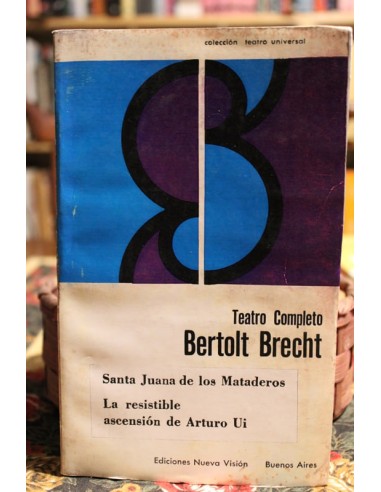 colección teatro universal
Teatro Completo
Bertolt Brecht
Santa Juana de los Mataderos
La resistible
ascensión de Arturo Ui
Ediciones Nueva Visión Buenos Aires